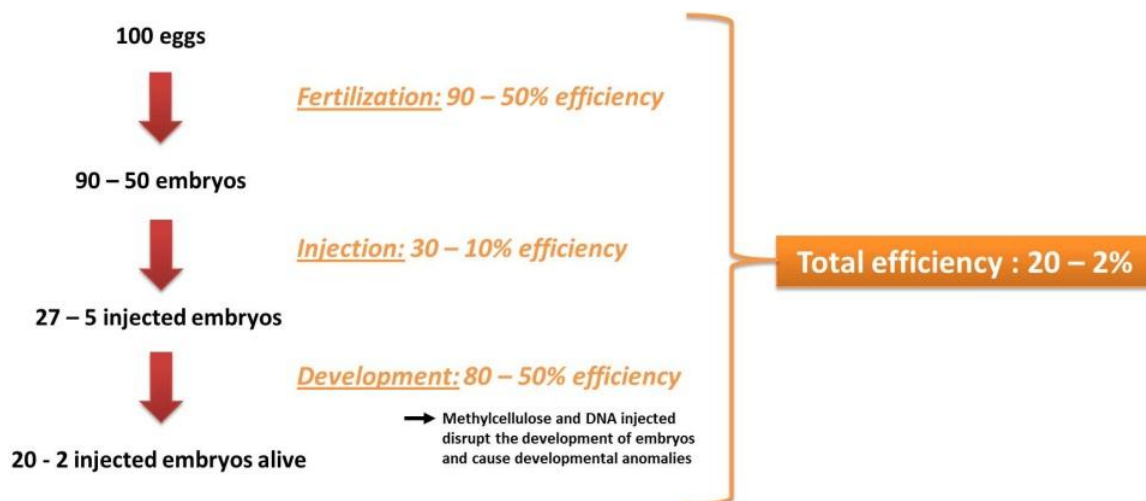 100 eggs
Fertilization: 90 – 50% efficiency
90 – 50 embryos
Injection: 30 – 10% efficiency
Total efficiency : 20 – 2%
27 – 5 injected embryos
Development: 80 – 50% efficiency
Methylcellulose and DNA injected
disrupt the development of embryos
and cause developmental anomalies
20 - 2 injected embryos alive